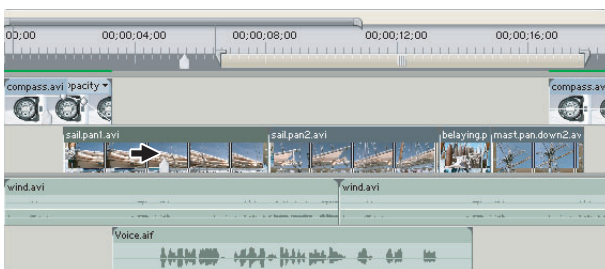 00;00 00;00;04;00 00;00;08;00 00;00;12;00 00;00;16;00
compass.avi pacity compass.av
sail.pan1.avi sail.pan2.avi belaying.p mast.pan.down2.av
wind.avi wind.avi
Voice.aif